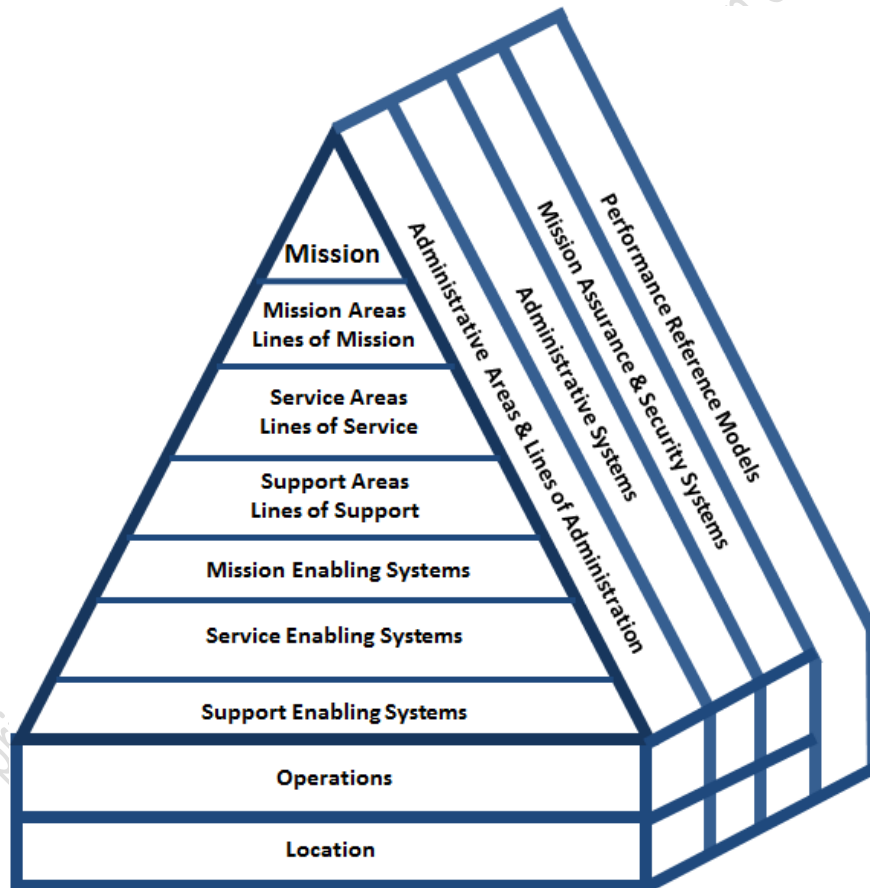 Mission
Mission Areas
Lines of Mission
Service Areas
Lines of Service
Support Areas
Lines of Support
Mission Enabling Systems
Service Enabling Systems
Support Enabling Systems
Operations
Location
Administrative Areas & Lines of Administration
Administrative Systems
Mission Assurance & Security Systems
Performance Reference Models